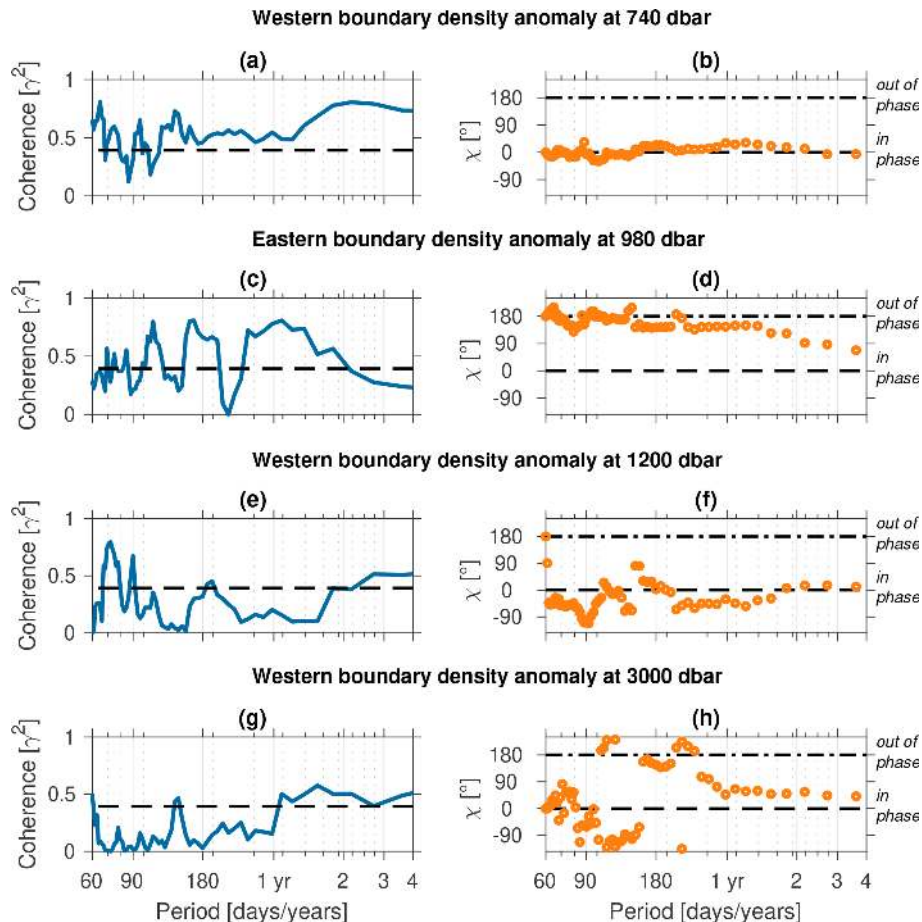 Western boundary density anomaly at 740 dbar
(a) (b)
Coherence [γ²]
1
0.5
0
χ [°]
180
90
0
-90
out of
phase
in
phase
Eastern boundary density anomaly at 980 dbar
(c) (d)
Coherence [γ²]
1
0.5
0
χ [°]
180
90
0
-90
out of
phase
in
phase
Western boundary density anomaly at 1200 dbar
(e) (f)
Coherence [γ²]
1
0.5
0
χ [°]
180
90
0
-90
out of
phase
in
phase
Western boundary density anomaly at 3000 dbar
(g) (h)
Coherence [γ²]
1
0.5
0
χ [°]
180
90
0
-90
out of
phase
in
phase
60 90 180 1 yr 2 3 4
60 90 180 1 yr 2 3 4
Period [days/years] Period [days/years]